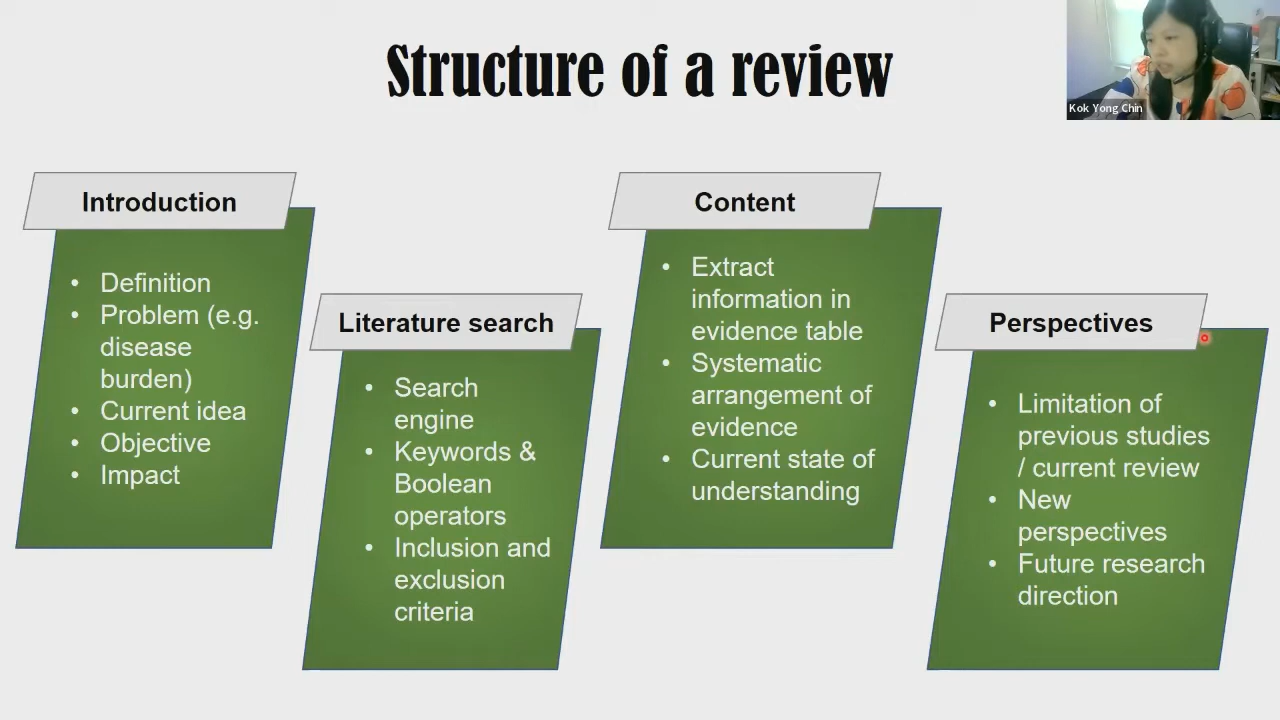 Structure of a review
Kok Yong Chin
Introduction
• Definition
• Problem (e.g.
disease
burden)
• Current idea
• Objective
• Impact
Literature search
• Search
engine
• Keywords &
Boolean
operators
• Inclusion and
exclusion
criteria
Content
• Extract
information in
evidence table
• Systematic
arrangement of
evidence
• Current state of
understanding
Perspectives
• Limitation of
previous studies
/ current review
• New
perspectives
• Future research
direction